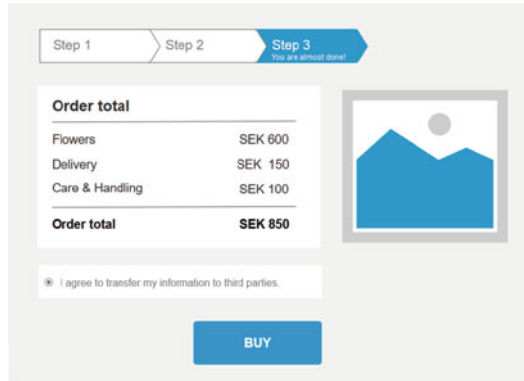 Step 1
Step 2
Step 3
You are almost done!
Order total
Flowers SEK 600
Delivery SEK 150
Care & Handling SEK 100
Order total SEK 850
I agree to transfer my information to third parties.
BUY